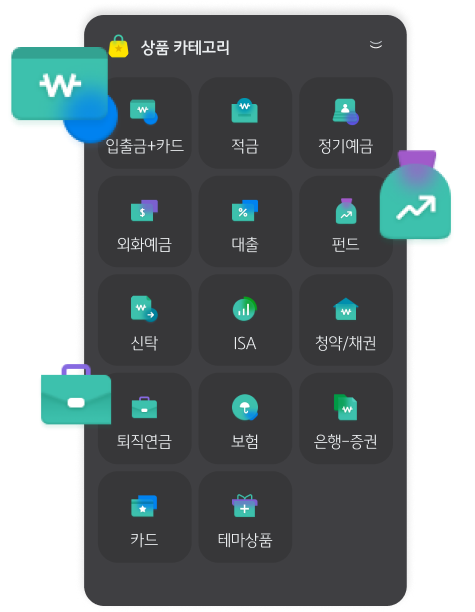 상품 카테고리
입출금+카드 적금 정기예금
외화예금 대출 펀드
신탁 ISA 청약/채권
퇴직연금 보험 은행-증권
카드 테마상품